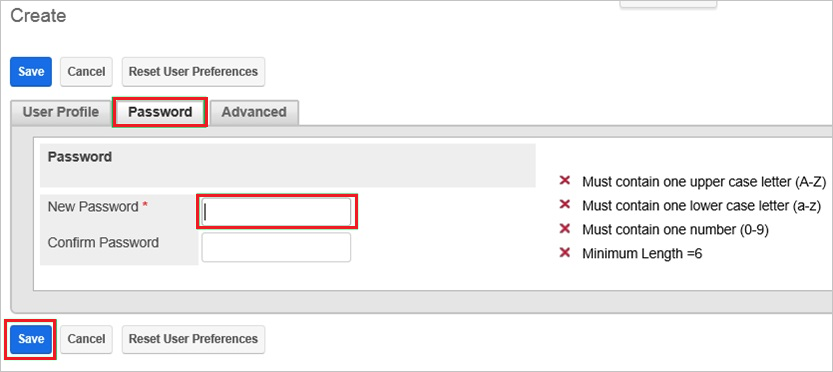 Create
Save Cancel Reset User Preferences
User Profile Password Advanced
Password
New Password *
Confirm Password
Must contain one upper case letter (A-Z)
Must contain one lower case letter (a-z)
Must contain one number (0-9)
Minimum Length =6
Save Cancel Reset User Preferences